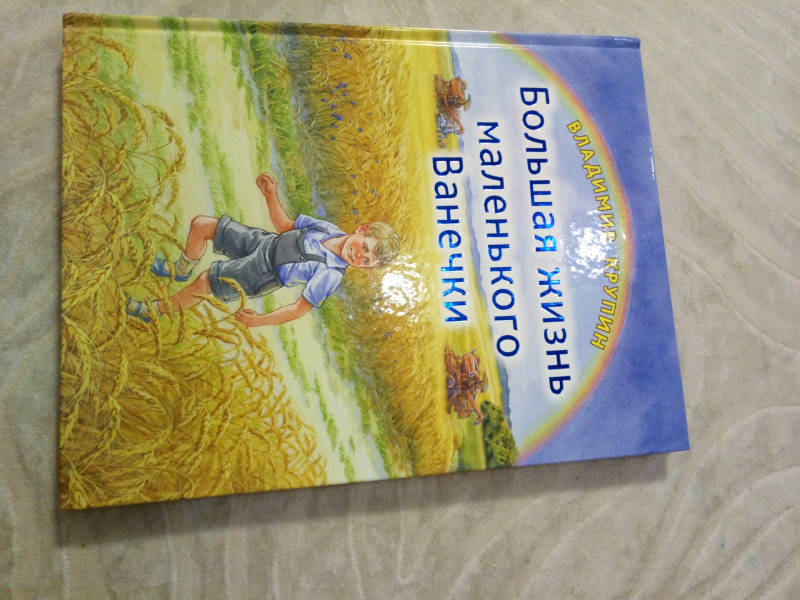 ВЛАДИМИР КРУПИН
Большая жизнь
маленького
Ванечки